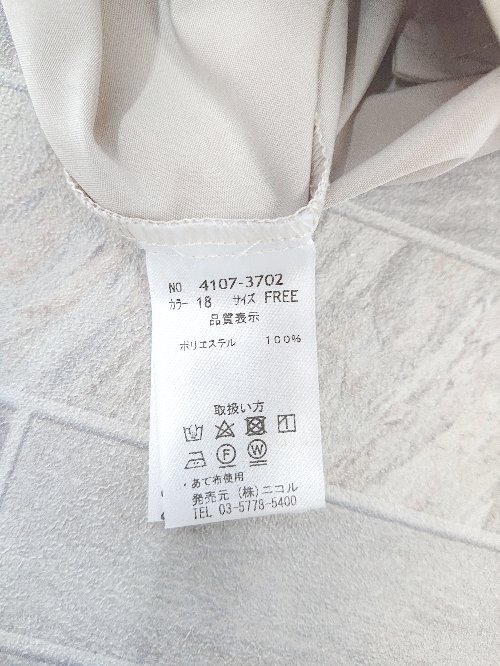 NO 4107-3702
カラー 18 サイズ FREE
品質表示
ポリエステル 100%
取扱い方
F W
・あて布使用
発売元 (株)ニコル
TEL 03-5778-5400